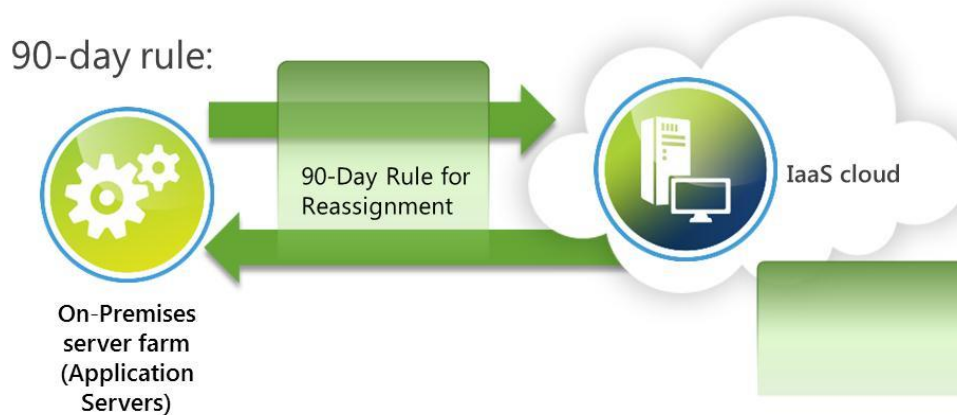 90-day rule:
90-Day Rule for
Reassignment
IaaS cloud
On-Premises
server farm
(Application
Servers)